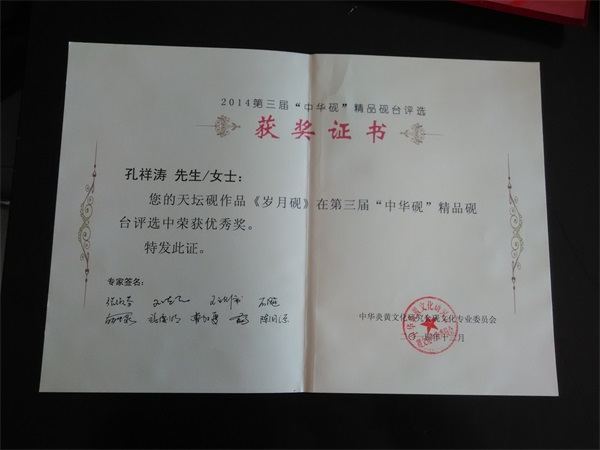 2014第三届“中华砚”精品砚台评选
获奖证书
孔祥涛 先生/女士：
您的天坛砚作品《岁月砚》在第三届“中华砚”精品砚
台评选中荣获优秀奖。
特发此证。
专家签名：
中华炎黄文化研究会砚文化专业委员会
年十二月